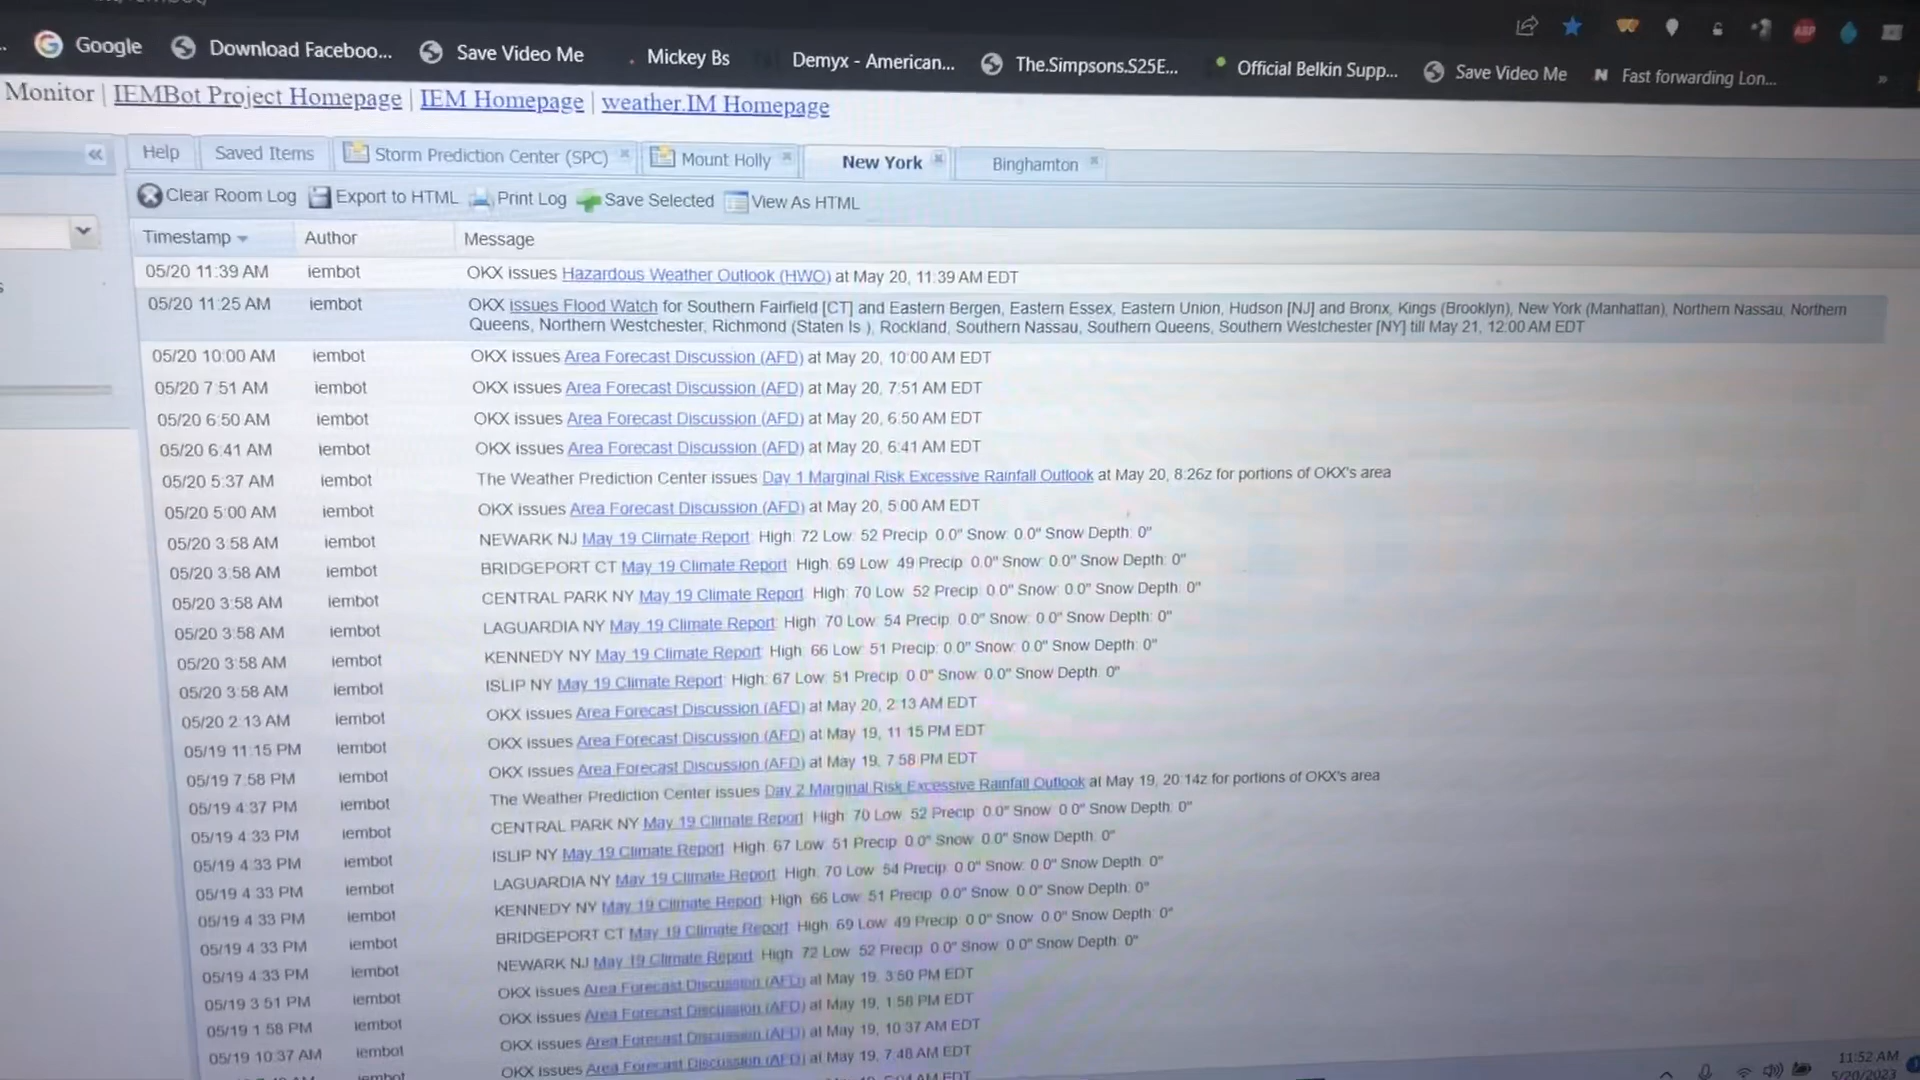 Google
Download Faceboo...
Save Video Me
Mickey Bs
Demyx - American...
The.Simpsons.S25E...
Official Belkin Supp...
Save Video Me
Fast forwarding Lon...
Monitor | IEMBot Project Homepage | IEM Homepage | weather.IM Homepage
Help
Saved Items
Storm Prediction Center (SPC)
Mount Holly
New York
Binghamton
Clear Room Log
Export to HTML
Print Log
Save Selected
View As HTML
Timestamp Author Message
05/20 11:39 AM iembot OKX issues Hazardous Weather Outlook (HWO) at May 20, 11:39 AM EDT
05/20 11:25 AM iembot OKX issues Flood Watch for Southern Fairfield [CT] and Eastern Bergen, Eastern Essex, Eastern Union, Hudson [NJ] and Bronx, Kings (Brooklyn), New York (Manhattan), Northern Nassau, Northern
Queens, Northern Westchester, Richmond (Staten Is ), Rockland, Southern Nassau, Southern Queens, Southern Westchester [NY] till May 21, 12:00 AM EDT
05/20 10:00 AM iembot OKX issues Area Forecast Discussion (AFD) at May 20, 10:00 AM EDT
05/20 7:51 AM iembot OKX issues Area Forecast Discussion (AFD) at May 20, 7:51 AM EDT
05/20 6:50 AM iembot OKX issues Area Forecast Discussion (AFD) at May 20, 6:50 AM EDT
05/20 6:41 AM iembot OKX issues Area Forecast Discussion (AFD) at May 20, 6:41 AM EDT
05/20 5:37 AM iembot The Weather Prediction Center issues Day 1 Marginal Risk Excessive Rainfall Outlook at May 20, 8:26z for portions of OKX's area
05/20 5:00 AM iembot OKX issues Area Forecast Discussion (AFD) at May 20, 5:00 AM EDT
05/20 3:58 AM iembot NEWARK NJ May 19 Climate Report: High: 72 Low: 52 Precip: 0.0" Snow: 0.0" Snow Depth: 0"
05/20 3:58 AM iembot BRIDGEPORT CT May 19 Climate Report: High: 69 Low: 49 Precip: 0.0" Snow: 0.0" Snow Depth: 0"
05/20 3:58 AM iembot CENTRAL PARK NY May 19 Climate Report: High: 70 Low: 52 Precip: 0.0" Snow: 0.0" Snow Depth: 0"
05/20 3:58 AM iembot LAGUARDIA NY May 19 Climate Report: High: 70 Low: 54 Precip: 0.0" Snow: 0.0" Snow Depth: 0"
05/20 3:58 AM iembot KENNEDY NY May 19 Climate Report: High: 66 Low: 51 Precip: 0.0" Snow: 0.0" Snow Depth: 0"
05/20 3:58 AM iembot ISLIP NY May 19 Climate Report: High: 67 Low: 51 Precip: 0.0" Snow: 0.0" Snow Depth: 0"
05/20 2:13 AM iembot OKX issues Area Forecast Discussion (AFD) at May 20, 2:13 AM EDT
05/19 11:15 PM iembot OKX issues Area Forecast Discussion (AFD) at May 19, 11:15 PM EDT
05/19 7:58 PM iembot OKX issues Area Forecast Discussion (AFD) at May 19, 7:58 PM EDT
05/19 4:37 PM iembot The Weather Prediction Center issues Day 2 Marginal Risk Excessive Rainfall Outlook at May 19, 20:14z for portions of OKX's area
05/19 4:33 PM iembot CENTRAL PARK NY May 19 Climate Report: High: 70 Low: 52 Precip: 0.0" Snow: 0.0" Snow Depth: 0"
05/19 4:33 PM iembot ISLIP NY May 19 Climate Report: High: 67 Low: 51 Precip: 0.0" Snow: 0.0" Snow Depth: 0"
05/19 4:33 PM iembot LAGUARDIA NY May 19 Climate Report: High: 70 Low: 54 Precip: 0.0" Snow: 0.0" Snow Depth: 0"
05/19 4:33 PM iembot KENNEDY NY May 19 Climate Report: High: 66 Low: 51 Precip: 0.0" Snow: 0.0" Snow Depth: 0"
05/19 4:33 PM iembot BRIDGEPORT CT May 19 Climate Report: High: 69 Low: 49 Precip: 0.0" Snow: 0.0" Snow Depth: 0"
05/19 4:33 PM iembot NEWARK NJ May 19 Climate Report: High: 72 Low: 52 Precip: 0.0" Snow: 0.0" Snow Depth: 0"
05/19 3:51 PM iembot OKX issues Area Forecast Discussion (AFD) at May 19, 3:50 PM EDT
05/19 1:58 PM iembot OKX issues Area Forecast Discussion (AFD) at May 19, 1:58 PM EDT
05/19 10:37 AM iembot OKX issues Area Forecast Discussion (AFD) at May 19, 10:37 AM EDT
iembot OKX issues Area Forecast Discussion (AFD) at May 19, 7:48 AM EDT
11:52 AM
5/20/2023